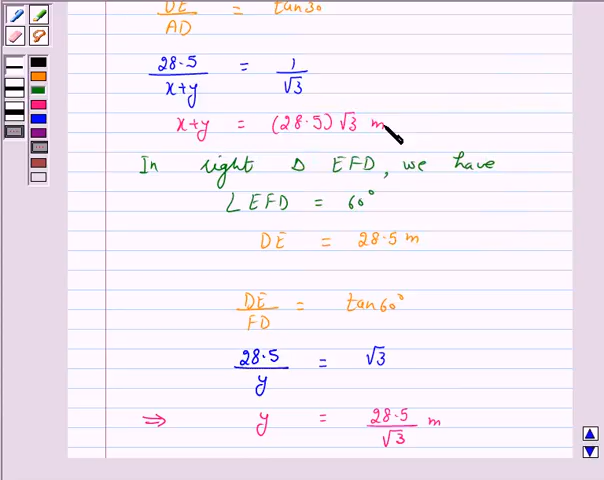 DE/AD = tan30
28.5/x+y = 1/√3
x+y = (28.5)√3 m
In right Δ EFD, we have
∠EFD = 60°
DE = 28.5 m
DE/FD = tan60°
28.5/y = √3
⇒ y = 28.5/√3 m